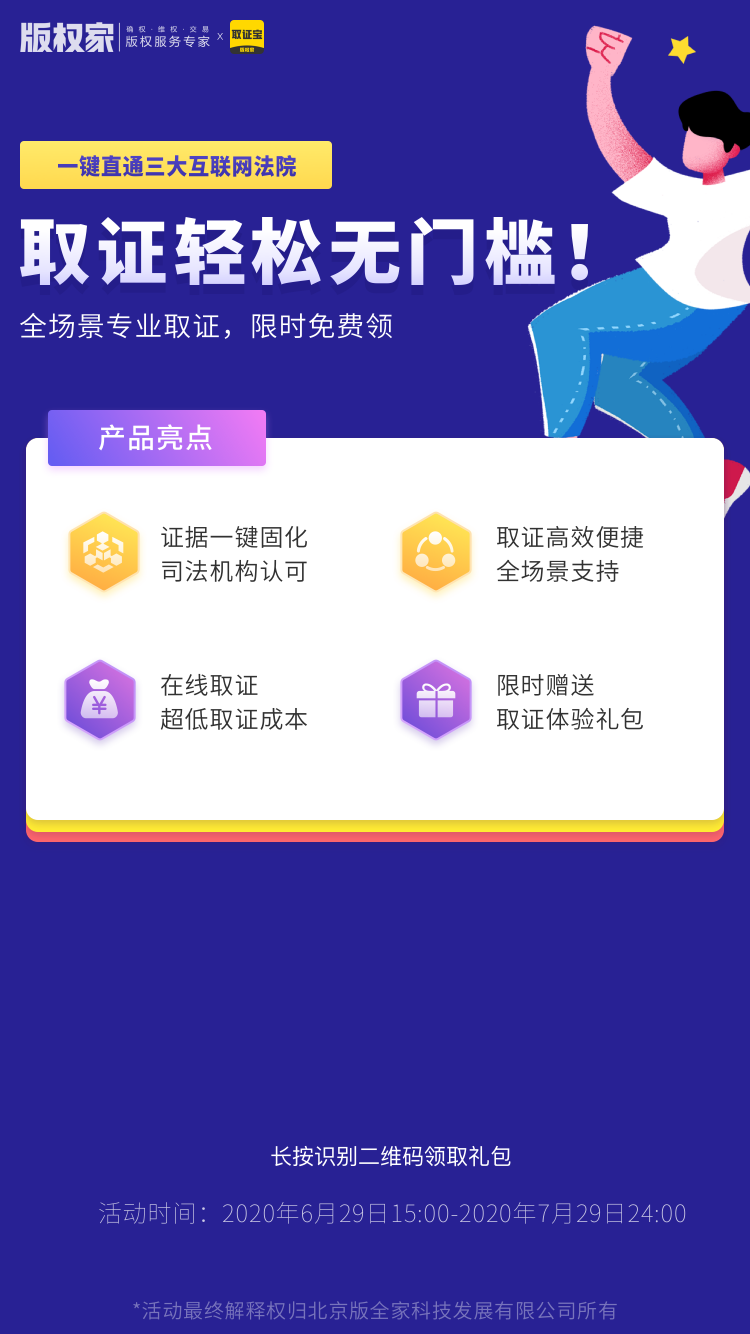 版权家
确权·维权·交易
版权服务专家
x
取证宝
版权家
一键直通三大互联网法院
取证轻松无门槛！
全场景专业取证，限时免费领
产品亮点
证据一键固化
司法机构认可
取证高效便捷
全场景支持
在线取证
超低取证成本
限时赠送
取证体验礼包
长按识别二维码领取礼包
活动时间：2020年6月29日15:00-2020年7月29日24:00
*活动最终解释权归北京版全家科技发展有限公司所有